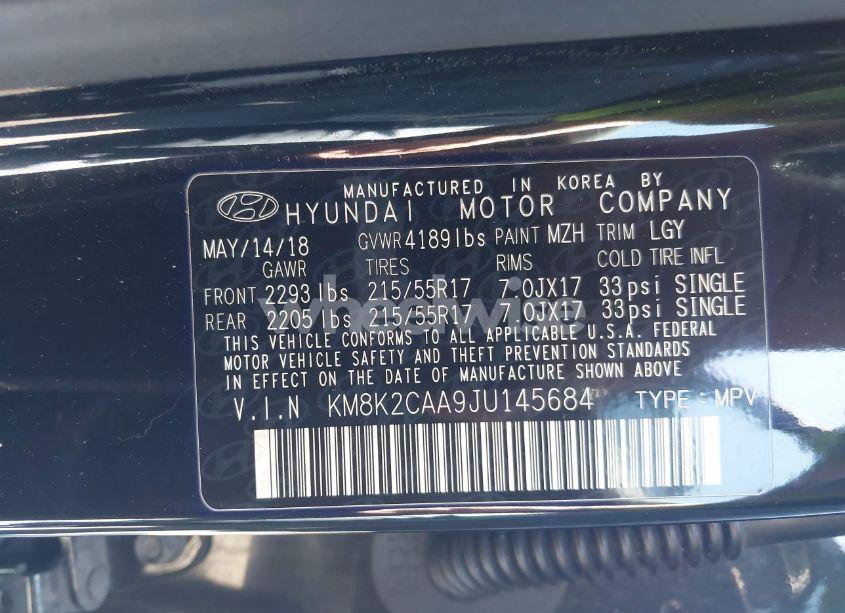 MANUFACTURED IN KOREA BY
HYUNDAI MOTOR COMPANY
MAY/14/18 GVWR 4189lbs PAINT MZH TRIM LGY
GAWR TIRES RIMS COLD TIRE INFL
FRONT 2293 lbs 215/55R17 7.0JX17 33psi SINGLE
REAR 2205 lbs 215/55R17 7.0JX17 33psi SINGLE
wheelwise
THIS VEHICLE CONFORMS TO ALL APPLICABLE U.S.A. FEDERAL
MOTOR VEHICLE SAFETY AND THEFT PREVENTION STANDARDS
IN EFFECT ON THE DATE OF MANUFACTURE SHOWN ABOVE
V.I.N KM8K2CAA9JU145684 TYPE : MPV